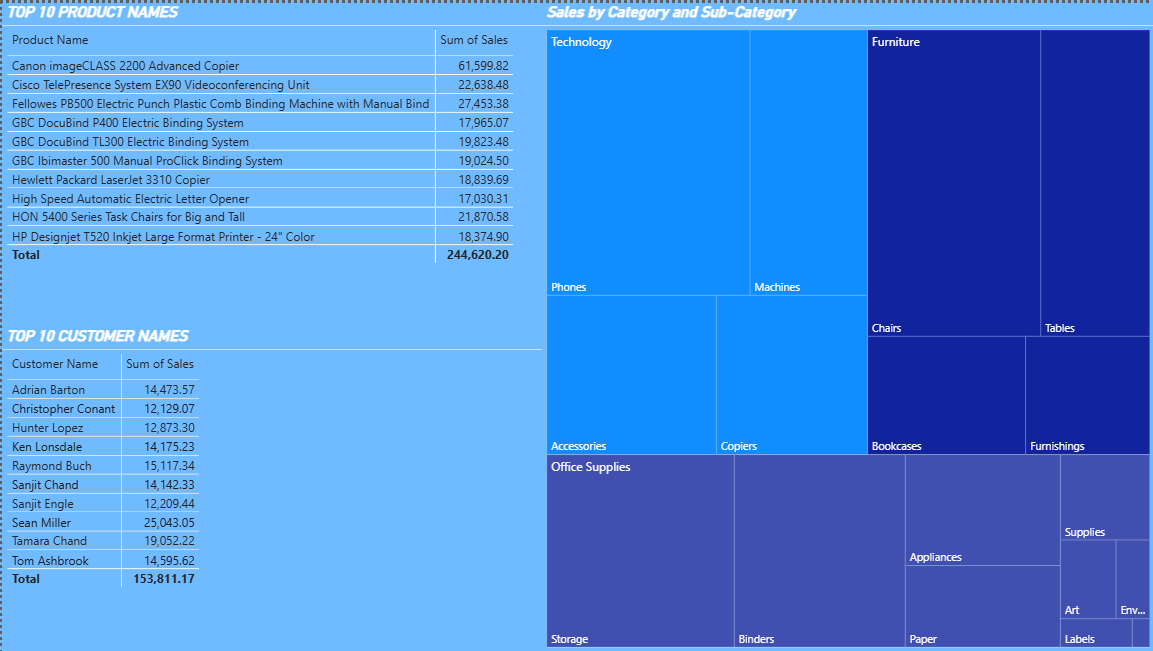 TOP 10 PRODUCT NAMES
Product Name Sum of Sales
Canon imageCLASS 2200 Advanced Copier 61,599.82
Cisco TelePresence System EX90 Videoconferencing Unit 22,638.48
Fellowes PB500 Electric Punch Plastic Comb Binding Machine with Manual Bind 27,453.38
GBC DocuBind P400 Electric Binding System 17,965.07
GBC DocuBind TL300 Electric Binding System 19,823.48
GBC Ibimaster 500 Manual ProClick Binding System 19,024.50
Hewlett Packard LaserJet 3310 Copier 18,839.69
High Speed Automatic Electric Letter Opener 17,030.31
HON 5400 Series Task Chairs for Big and Tall 21,870.58
HP Designjet T520 Inkjet Large Format Printer - 24" Color 18,374.90
Total 244,620.20
TOP 10 CUSTOMER NAMES
Customer Name Sum of Sales
Adrian Barton 14,473.57
Christopher Conant 12,129.07
Hunter Lopez 12,873.30
Ken Lonsdale 14,175.23
Raymond Buch 15,117.34
Sanjit Chand 14,142.33
Sanjit Engle 12,209.44
Sean Miller 25,043.05
Tamara Chand 19,052.22
Tom Ashbrook 14,595.62
Total 153,811.17
Sales by Category and Sub-Category
Technology
Phones
Machines
Accessories
Copiers
Furniture
Chairs
Tables
Bookcases
Furnishings
Office Supplies
Storage
Binders
Appliances
Paper
Supplies
Art
Env...
Labels